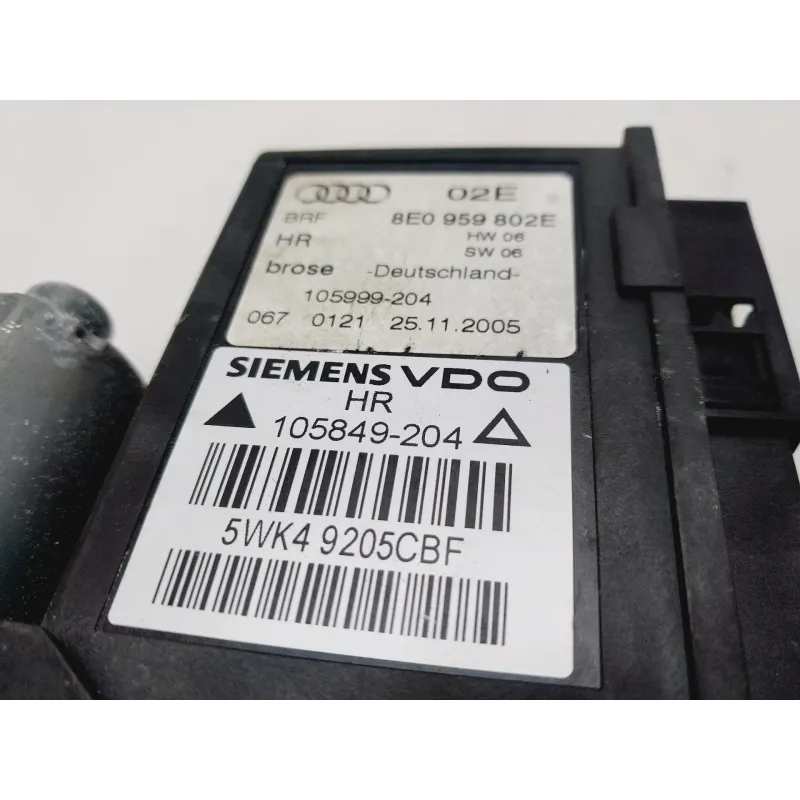 02E
BRF 8E0 959 802E
HR HW 06
SW 06
brose -Deutschland-
105999-204
067 0121 25.11.2005
SIEMENS VDO
HR
105849-204
5WK4 9205CBF